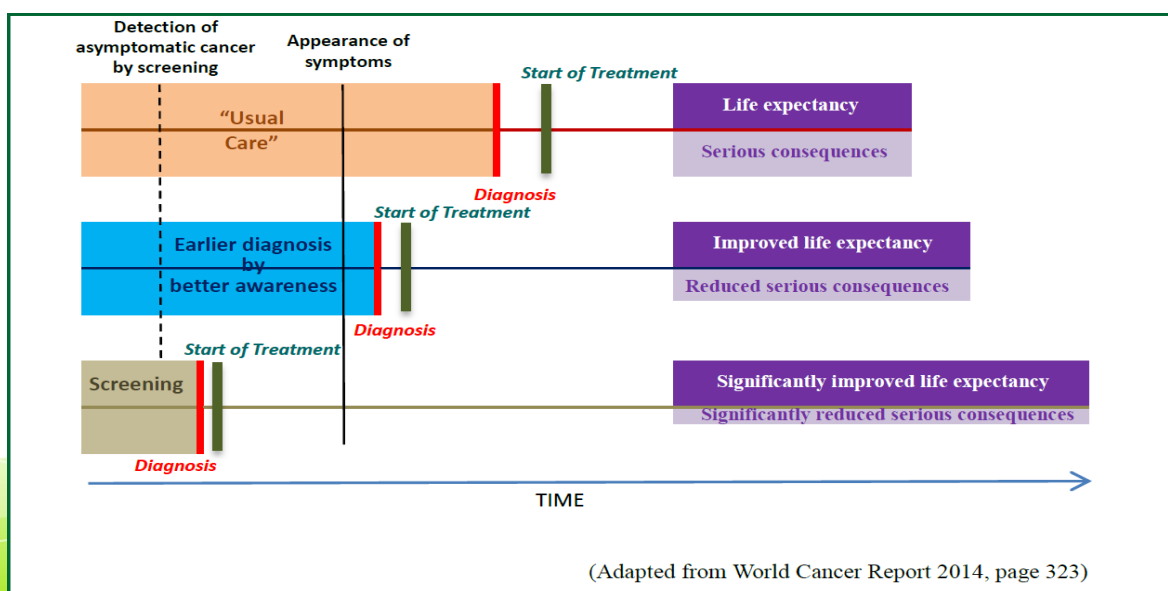 Detection of
asymptomatic cancer
by screening
Appearance of
symptoms
Start of Treatment
“Usual
Care”
Life expectancy
Serious consequences
Diagnosis
Start of Treatment
Earlier diagnosis
by
better awareness
Improved life expectancy
Reduced serious consequences
Diagnosis
Start of Treatment
Screening
Significantly improved life expectancy
Significantly reduced serious consequences
Diagnosis
TIME
(Adapted from World Cancer Report 2014, page 323)